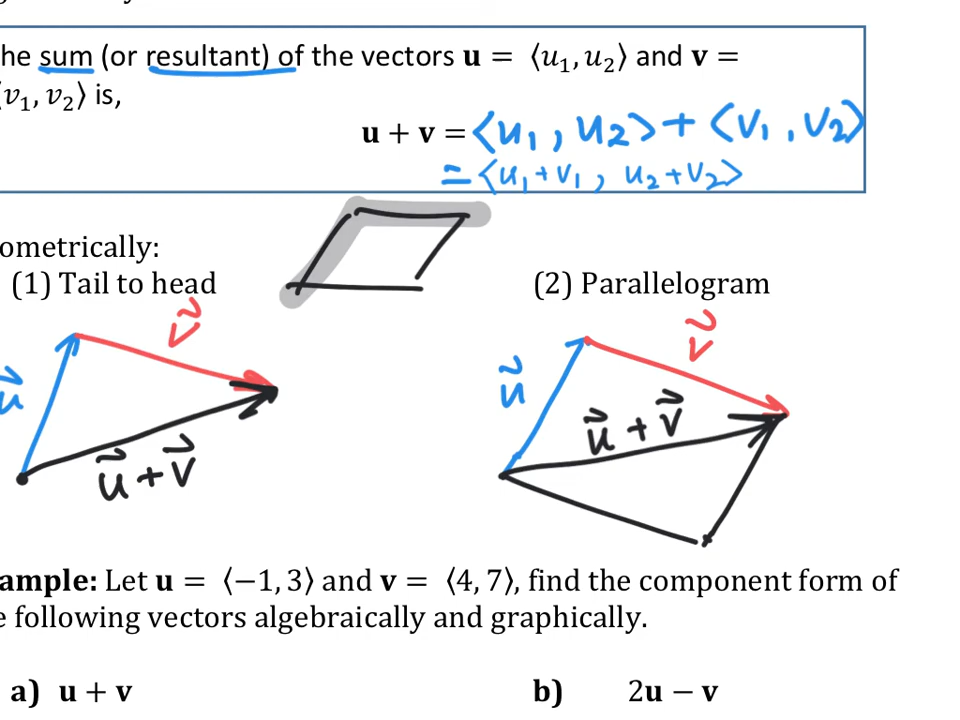 he sum (or resultant) of the vectors u = ⟨u₁, u₂⟩ and v =
⟨v₁, v₂⟩ is,
u + v = ⟨u₁, u₂⟩ + ⟨v₁, v₂⟩
= ⟨u₁+v₁, u₂+v₂⟩
ometrically:
(1) Tail to head
(2) Parallelogram
v⃗
v⃗
u⃗
u⃗
u⃗ + v⃗
u⃗ + v⃗
ample: Let u = ⟨−1, 3⟩ and v = ⟨4, 7⟩, find the component form of
e following vectors algebraically and graphically.
a) u + v
b) 2u − v